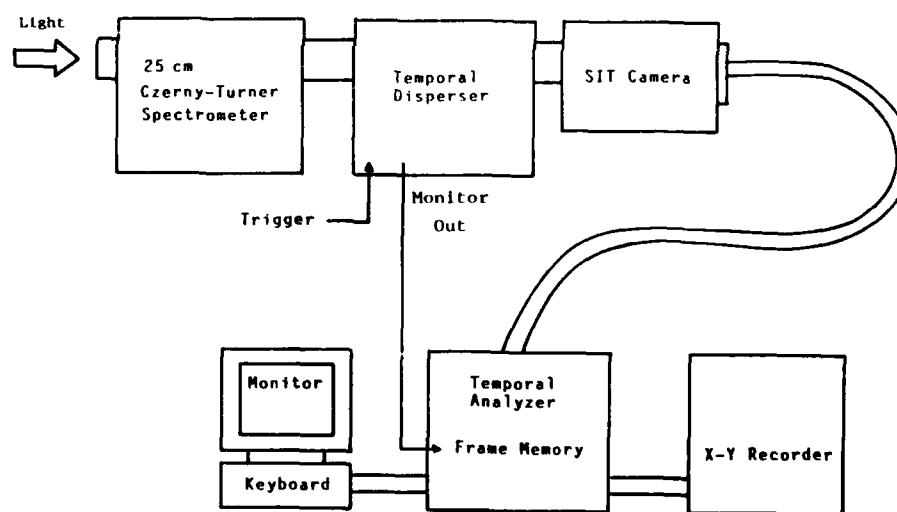 Light
25 cm
Czerny-Turner
Spectrometer
Temporal
Disperser
SIT Camera
Trigger
Monitor
Out
Monitor
Keyboard
Temporal
Analyzer
Frame Memory
X-Y Recorder